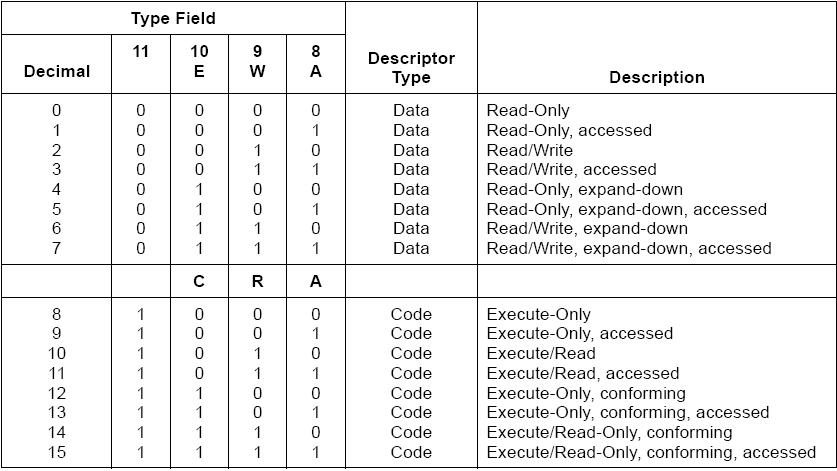 Type Field
Decimal 11 10 E 9 W 8 A Descriptor Type Description
0 0 0 0 0 Data Read-Only
1 0 0 0 1 Data Read-Only, accessed
2 0 0 1 0 Data Read/Write
3 0 0 1 1 Data Read/Write, accessed
4 0 1 0 0 Data Read-Only, expand-down
5 0 1 0 1 Data Read-Only, expand-down, accessed
6 0 1 1 0 Data Read/Write, expand-down
7 0 1 1 1 Data Read/Write, expand-down, accessed
C R A
8 1 0 0 0 Code Execute-Only
9 1 0 0 1 Code Execute-Only, accessed
10 1 0 1 0 Code Execute/Read
11 1 0 1 1 Code Execute/Read, accessed
12 1 1 0 0 Code Execute-Only, conforming
13 1 1 0 1 Code Execute-Only, conforming, accessed
14 1 1 1 0 Code Execute/Read-Only, conforming
15 1 1 1 1 Code Execute/Read-Only, conforming, accessed